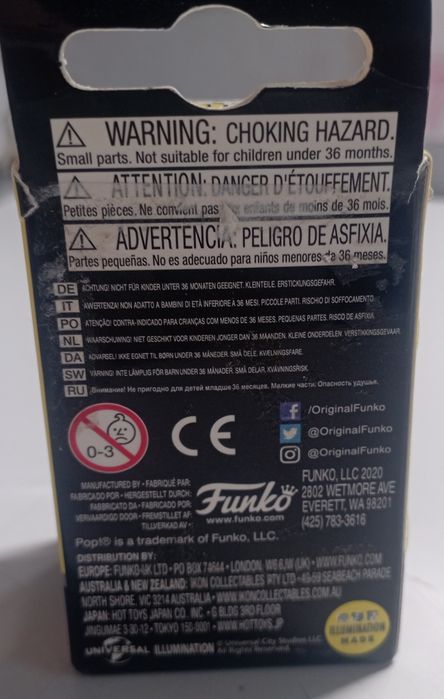 WARNING: CHOKING HAZARD.
Small parts. Not suitable for children under 36 months.
ATTENTION: DANGER D'ÉTOUFFEMENT.
Petites pièces. Ne convient pas enfants de moins de 36 mois.
ADVERTENCIA: PELIGRO DE ASFIXIA.
Partes pequeñas. No es adecuado para niños menores de 36 meses.
DE ACHTUNG! NICHT FÜR KINDER UNTER 36 MONATEN GEEIGNET. KLEINTEILE. ERSTICKUNGSGEFAHR.
IT AVVERTENZA! NON ADATTO A BAMBINI DI ETÀ INFERIORE A 36 MESI. PICCOLE PARTI. RISCHIO DI SOFFOCAMENTO.
PO ATENÇÃO! CONTRA-INDICADO PARA CRIANÇAS COM MENOS DE 36 MESES. PEQUENAS PARTES. RISCO DE ASFIXIA.
NL WAARSCHUWING! NIET GESCHIKT VOOR KINDEREN JONGER DAN 36 MAANDEN. KLEINE ONDERDELEN. VERSTIKKINGSGEVAAR.
DA ADVARSEL! IKKE EGNET TIL BØRN UNDER 36 MÅNEDER. SMÅ DELE. KVÆLNINGSFARE.
SW VARNING! INTE LÄMPLIG FÖR BARN UNDER 36 MÅNADER. SMÅ DELAR. KVÄVNINGSRISK.
RU Внимание! Не пригодно для детей младше 36 месяцев. Мелкие части: Опасность удушья.
0-3
CE
/OriginalFunko
@OriginalFunko
@OriginalFunko
MANUFACTURED BY • FABRIQUÉ PAR:
FABRICADO POR • HERGESTELLT DURCH:
FABBRICATO DA • FABRICADO POR:
VERVAARDIGD DOOR • FREMSTILLET AF:
TILLVERKAD AV •
Funko
www.funko.com
FUNKO, LLC 2020
2802 WETMORE AVE
EVERETT, WA 98201
(425) 783-3616
Pop!® is a trademark of Funko, LLC.
DISTRIBUTION BY:
EUROPE: FUNKO UK LTD • PO BOX 74644 • LONDON, W6 6JW (UK) • WWW.FUNKO.COM
AUSTRALIA & NEW ZEALAND: IKON COLLECTABLES PTY LTD • 49-59 SEABEACH PARADE
NORTH SHORE, VIC 3214 AUSTRALIA • WWW.IKONCOLLECTABLES.COM.AU
JAPAN: HOT TOYS JAPAN CO. INC. • G BLDG 3RD FLOOR
JINGUMAE 3-12 • TOKYO 150-0001 • WWW.HOTTOYS.JP
UNIVERSAL ILLUMINATION
© Universal City Studios LLC.
All Rights Reserved.
ILLUMINATION
MADE